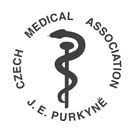 CZECH MEDICAL ASSOCIATION
J. E. PURKYNĚ